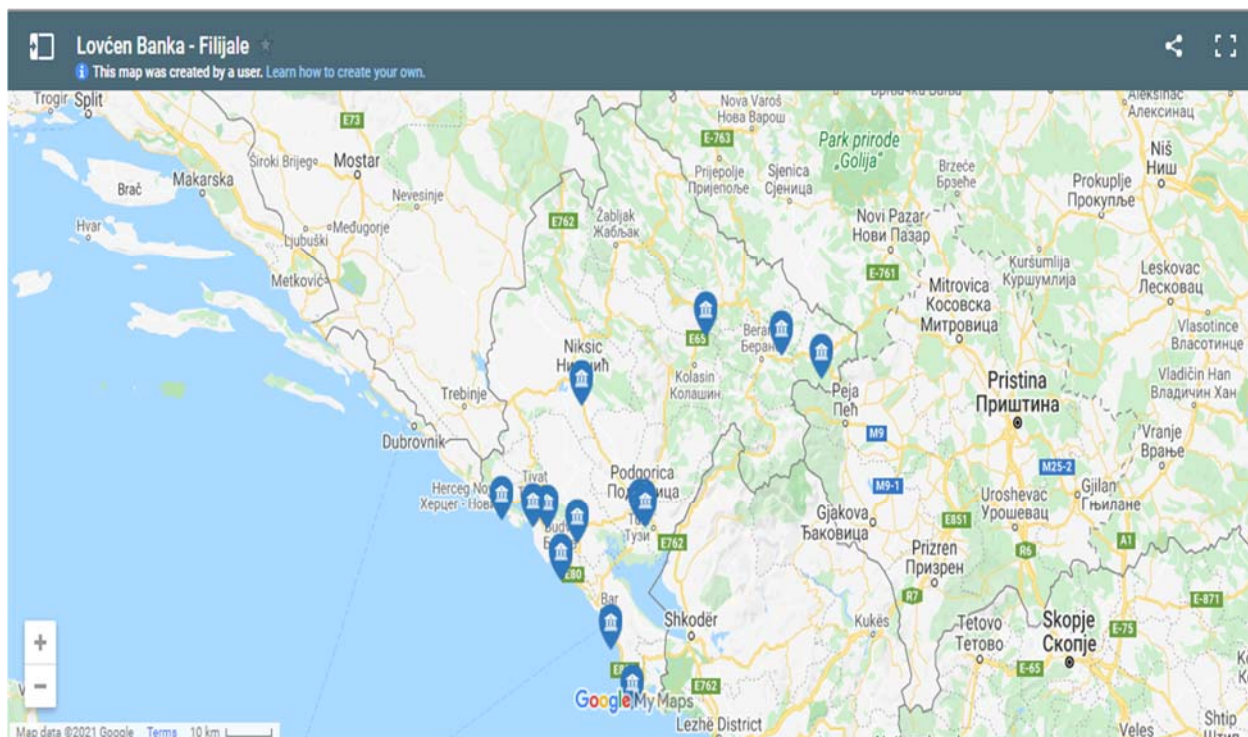 Lovćen Banka - Filijale
This map was created by a user. Learn how to create your own.
Trogir Split
E73
Nova Varoš
Нова Варош
Aleksinac
Алексинац
Široki Brijeg
Mostar
E-763
Park prirode
„Golija"
Niš
Ниш
Brač
Makarska
Nevesinje
Prijepolje
Пријепоље
Sjenica
Сјеница
Brzeće
Брзеће
Prokuplje
Прокупље
Hvar
Ljubuški
Međugorje
E762
Žabljak
Жабљак
Novi Pazar
Нови Пазар
Metković
E-761
Kuršumlija
Куршумлија
Leskovac
Лесковац
Mitrovica
Косовска
Митровица
Vlasotince
Власотинце
Niksic
E65
Kolasin
Колашин
Trebinje
Peja
Пећ
Pristina
Приштина
Vladičin Han
Владичин Хан
Dubrovnik
M9
Vranje
Врање
M25-2
Tivat
Podgorica
M9-1
Gjilan
Гњилане
Uroshevac
Урошевац
Gjakova
Ђаковица
E851
E762
A1
Prizren
Призрен
R6
E80
R7
E-871
Bar
Shkodër
Kukës
Tetovo
Тетово
Skopje
Скопје
E-75
E-65
E762
Google My Maps
Lezhë District
Veles
Shtip
Map data ©2021 Google Terms 10 km